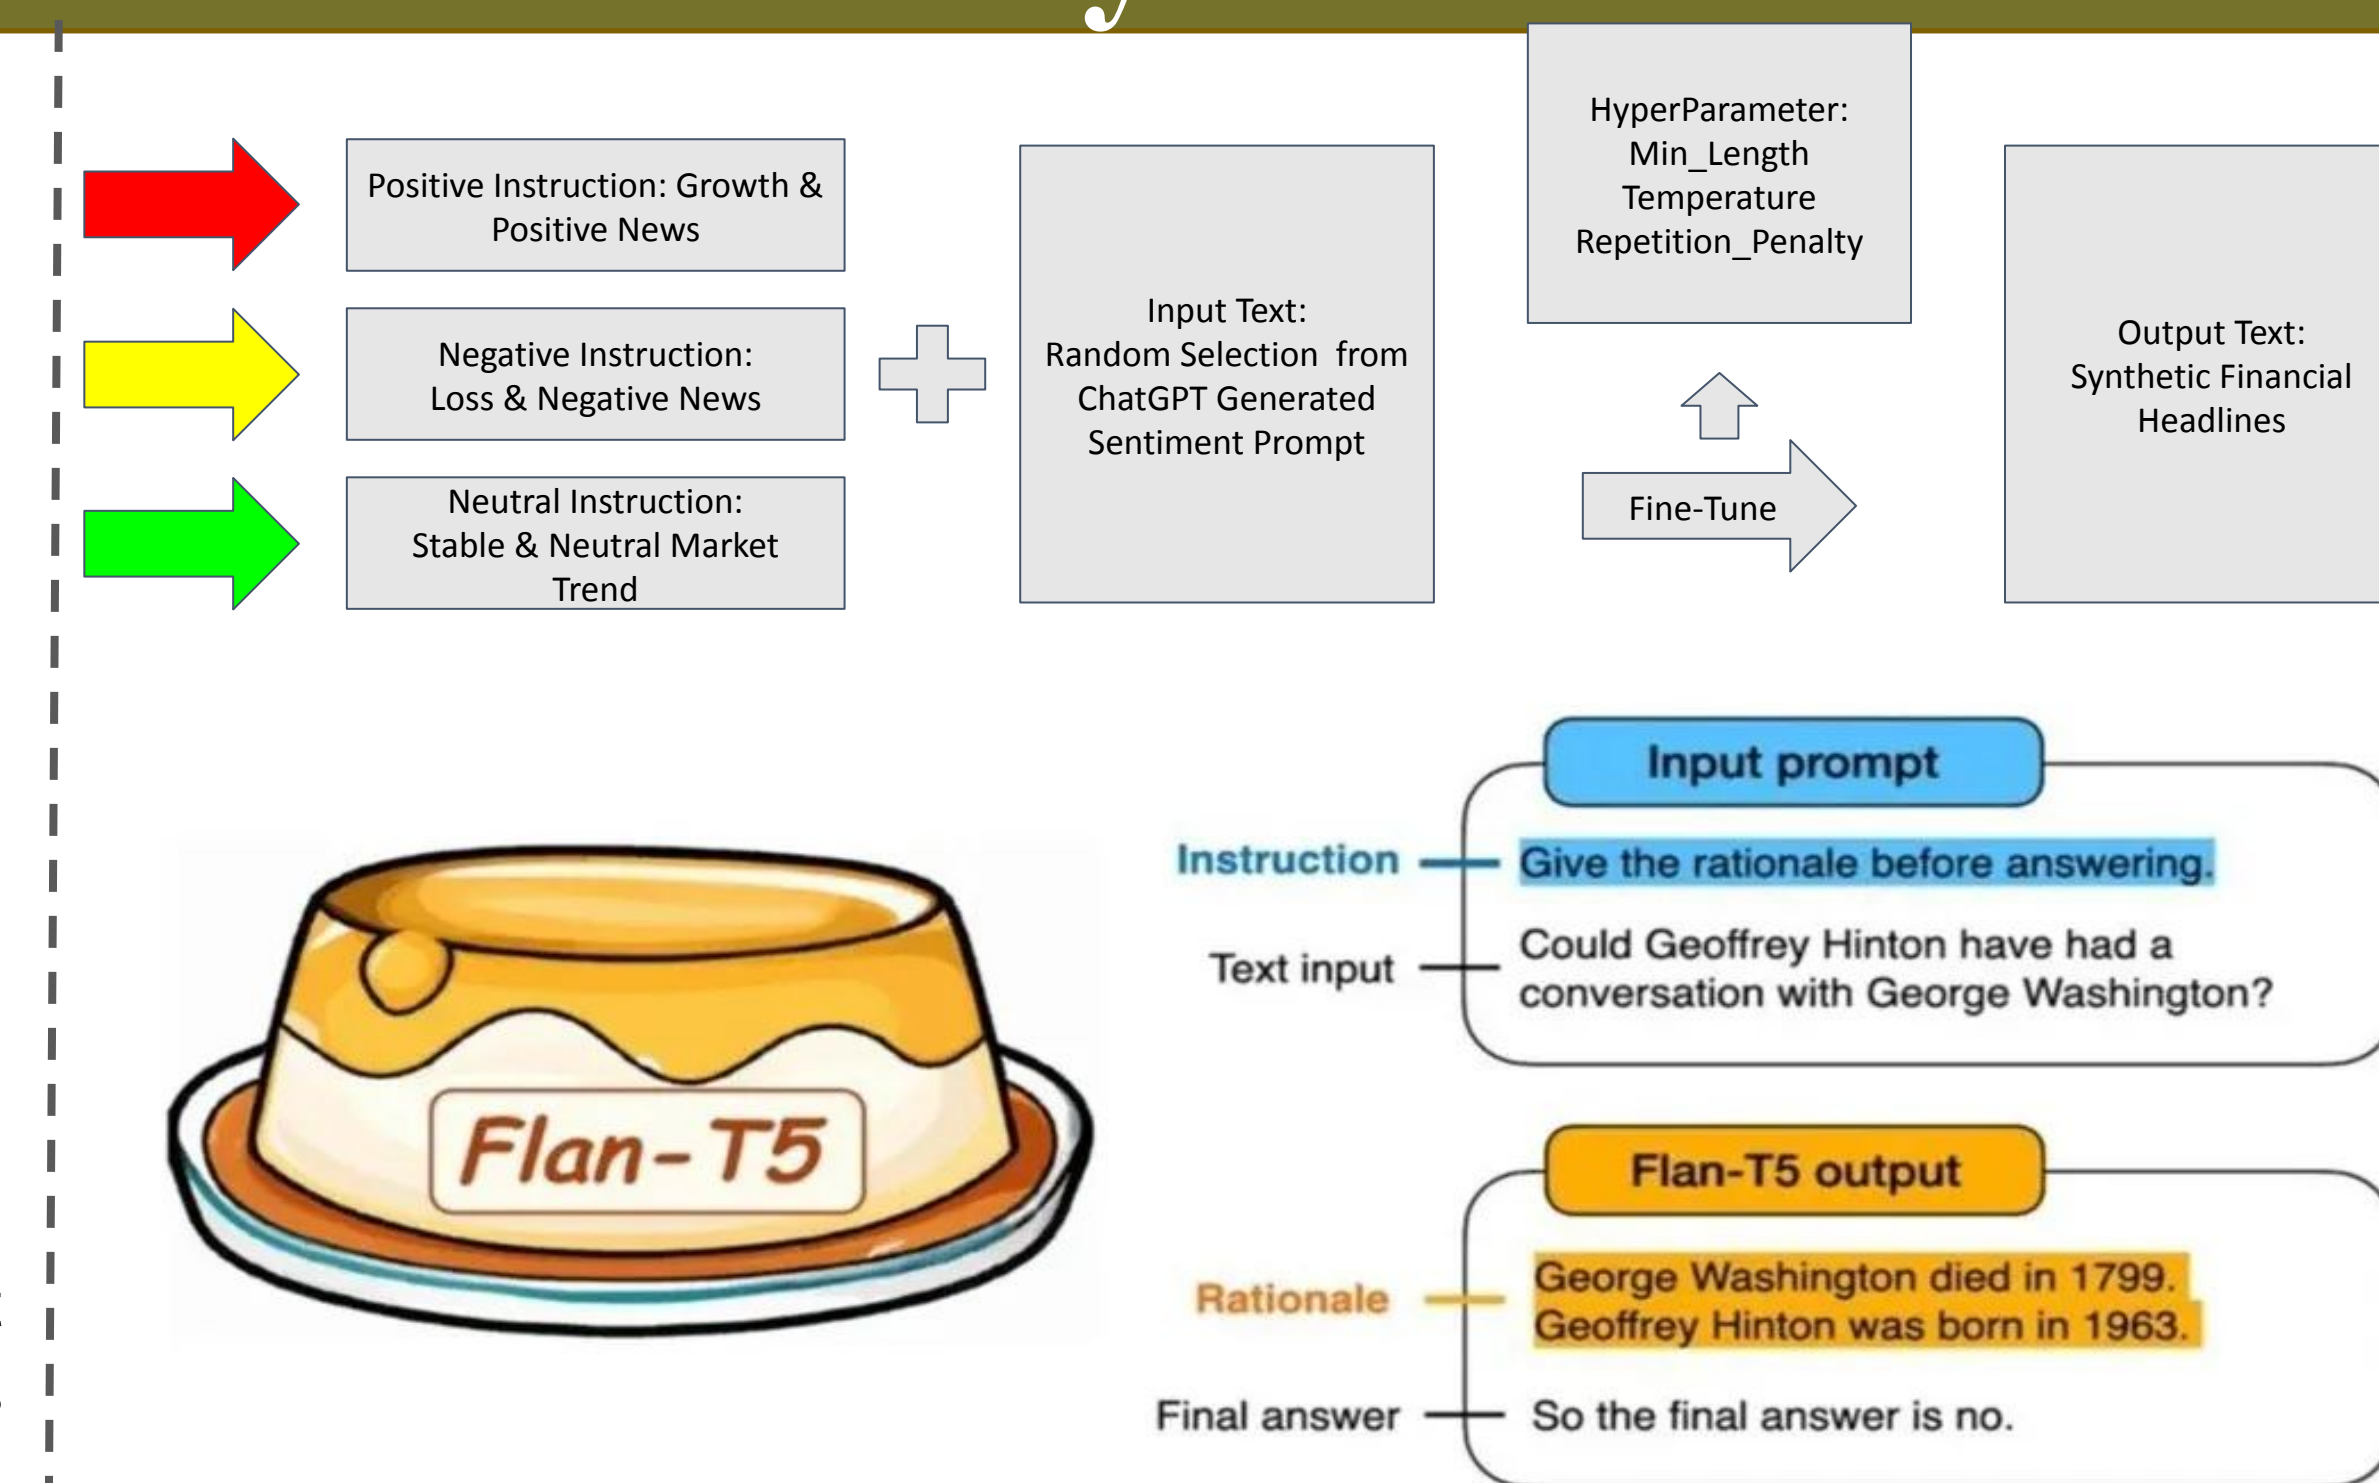 Positive Instruction: Growth &
Positive News
Negative Instruction:
Loss & Negative News
Neutral Instruction:
Stable & Neutral Market
Trend
Input Text:
Random Selection from
ChatGPT Generated
Sentiment Prompt
HyperParameter:
Min_Length
Temperature
Repetition_Penalty
Fine-Tune
Output Text:
Synthetic Financial
Headlines
Flan-T5
Input prompt
Instruction
Give the rationale before answering.
Text input
Could Geoffrey Hinton have had a
conversation with George Washington?
Flan-T5 output
Rationale
George Washington died in 1799.
Geoffrey Hinton was born in 1963.
Final answer
So the final answer is no.